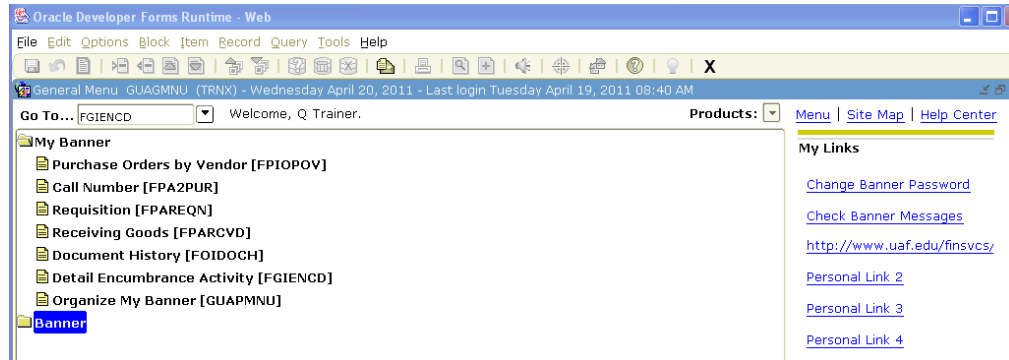 Oracle Developer Forms Runtime - Web
File Edit Options Block Item Record Query Tools Help
X
General Menu GUAGMNU (TRNX) - Wednesday April 20, 2011 - Last login Tuesday April 19, 2011 08:40 AM
Go To... FGIENCD Welcome, Q Trainer. Products: Menu | Site Map | Help Center
My Banner
Purchase Orders by Vendor [FPIOPOV]
Call Number [FPA2PUR]
Requisition [FPAREQN]
Receiving Goods [FPARCVD]
Document History [FOIDOCH]
Detail Encumbrance Activity [FGIENCD]
Organize My Banner [GUAPMNU]
Banner
My Links
Change Banner Password
Check Banner Messages
http://www.uaf.edu/finsvcs/
Personal Link 2
Personal Link 3
Personal Link 4